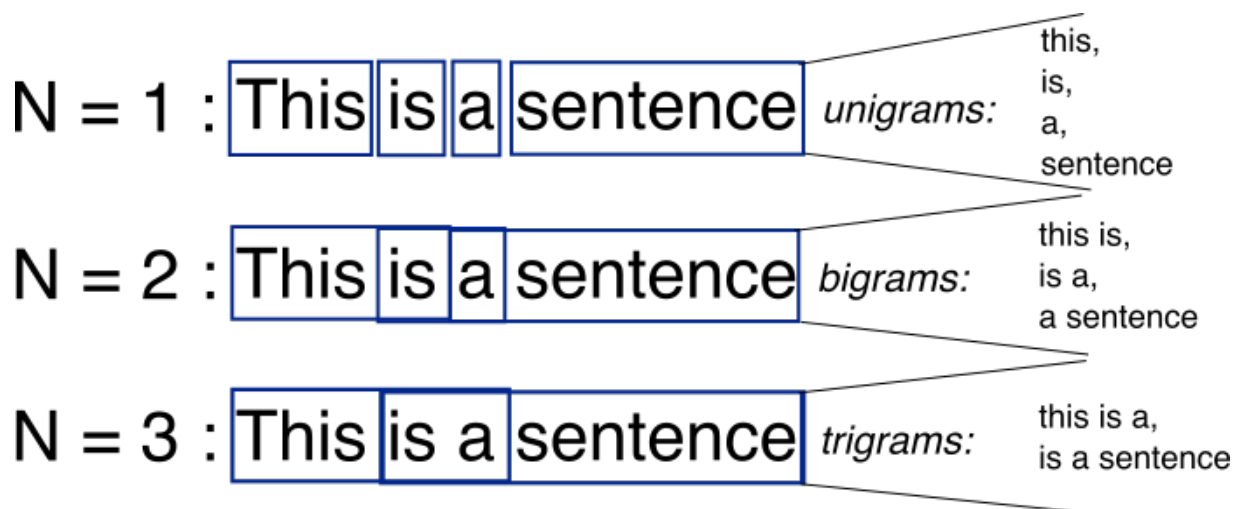 N = 1 : This is a sentence unigrams:
this,
is,
a,
sentence
N = 2 : This is a sentence bigrams:
this is,
is a,
a sentence
N = 3 : This is a sentence trigrams:
this is a,
is a sentence